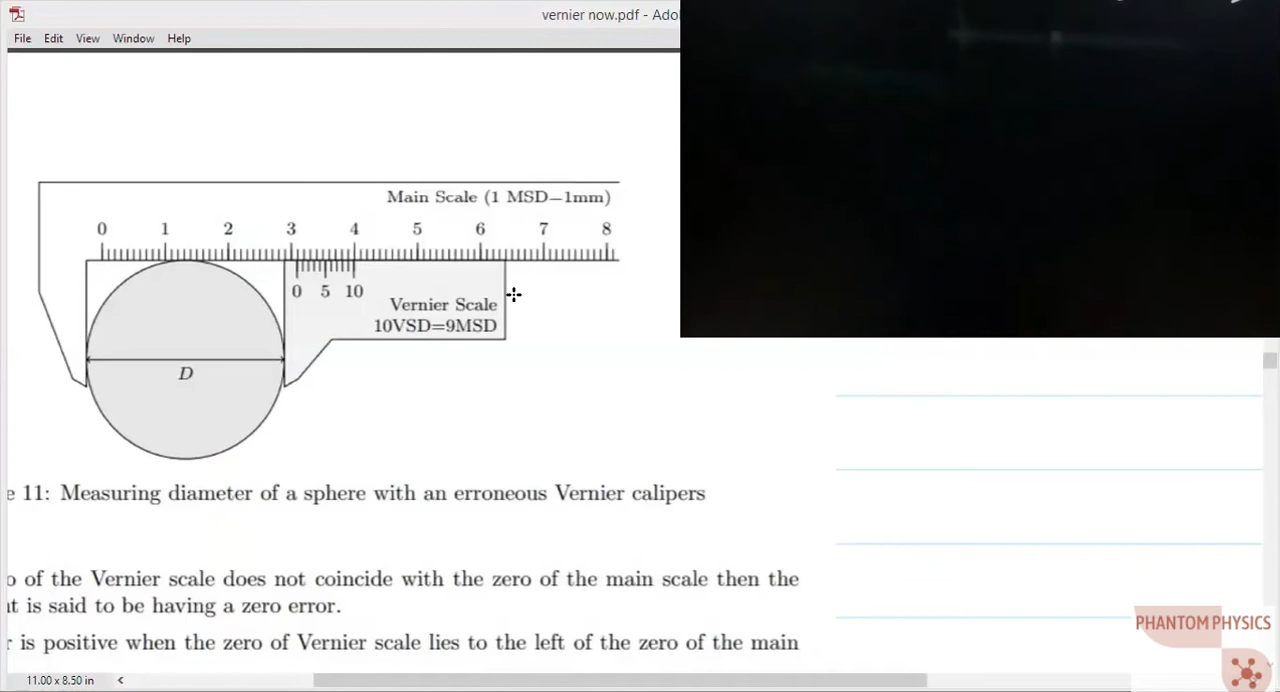 vernier now.pdf - Ado
File Edit View Window Help
Main Scale (1 MSD=1mm)
0 1 2 3 4 5 6 7 8
0 5 10
Vernier Scale
10VSD=9MSD
D
e 11: Measuring diameter of a sphere with an erroneous Vernier calipers
o of the Vernier scale does not coincide with the zero of the main scale then the
t is said to be having a zero error.
PHANTOM PHYSICS
r is positive when the zero of Vernier scale lies to the left of the zero of the main
11.00 x 8.50 in